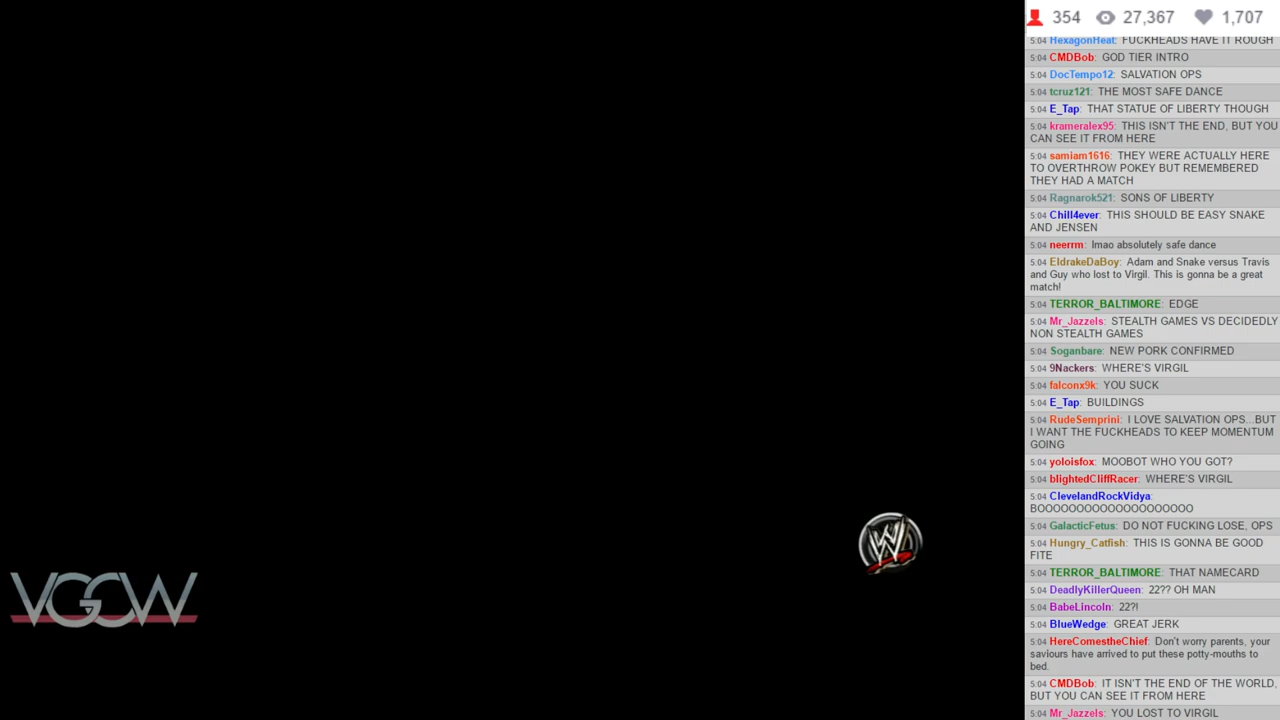 354 27,367 1,707
5:04 HexagonHeat: FUCKHEADS HAVE IT ROUGH
5:04 CMDBob: GOD TIER INTRO
5:04 DocTempo12: SALVATION OPS
5:04 tcruz121: THE MOST SAFE DANCE
5:04 E_Tap: THAT STATUE OF LIBERTY THOUGH
5:04 krameralex95: THIS ISN'T THE END, BUT YOU
CAN SEE IT FROM HERE
5:04 samiam1616: THEY WERE ACTUALLY HERE
TO OVERTHROW POKEY BUT REMEMBERED
THEY HAD A MATCH
5:04 Ragnarok521: SONS OF LIBERTY
5:04 Chill4ever: THIS SHOULD BE EASY SNAKE
AND JENSEN
5:04 neerrm: lmao absolutely safe dance
5:04 EldrakeDaBoy: Adam and Snake versus Travis
and Guy who lost to Virgil. This is gonna be a great
match!
5:04 TERROR_BALTIMORE: EDGE
5:04 Mr_Jazzels: STEALTH GAMES VS DECIDEDLY
NON STEALTH GAMES
5:04 Soganbare: NEW PORK CONFIRMED
5:04 9Nackers: WHERE'S VIRGIL
5:04 falconx9k: YOU SUCK
5:04 E_Tap: BUILDINGS
5:04 RudeSemprini: I LOVE SALVATION OPS...BUT
I WANT THE FUCKHEADS TO KEEP MOMENTUM
GOING
5:04 yoloisfox: MOOBOT WHO YOU GOT?
5:04 blightedCliffRacer: WHERE'S VIRGIL
5:04 ClevelandRockVidya:
BOOOOOOOOOOOOOOOOOOO
5:04 GalacticFetus: DO NOT FUCKING LOSE, OPS
5:04 Hungry_Catfish: THIS IS GONNA BE GOOD
FITE
5:04 TERROR_BALTIMORE: THAT NAMECARD
5:04 DeadlyKillerQueen: 22?? OH MAN
5:04 BabeLincoln: 22?!
5:04 BlueWedge: GREAT JERK
5:04 HereComestheChief: Don't worry parents, your
saviours have arrived to put these potty-mouths to
bed.
5:04 CMDBob: IT ISN'T THE END OF THE WORLD,
BUT YOU CAN SEE IT FROM HERE
5:04 Mr_Jazzels: YOU LOST TO VIRGIL
W
VGCW